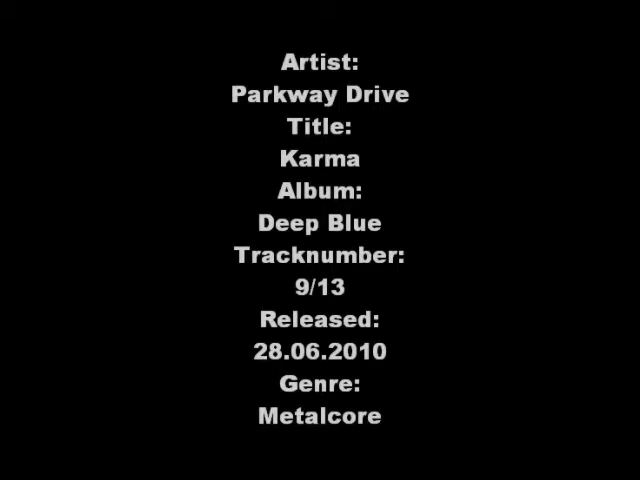 Artist:
Parkway Drive
Title:
Karma
Album:
Deep Blue
Tracknumber:
9/13
Released:
28.06.2010
Genre:
Metalcore